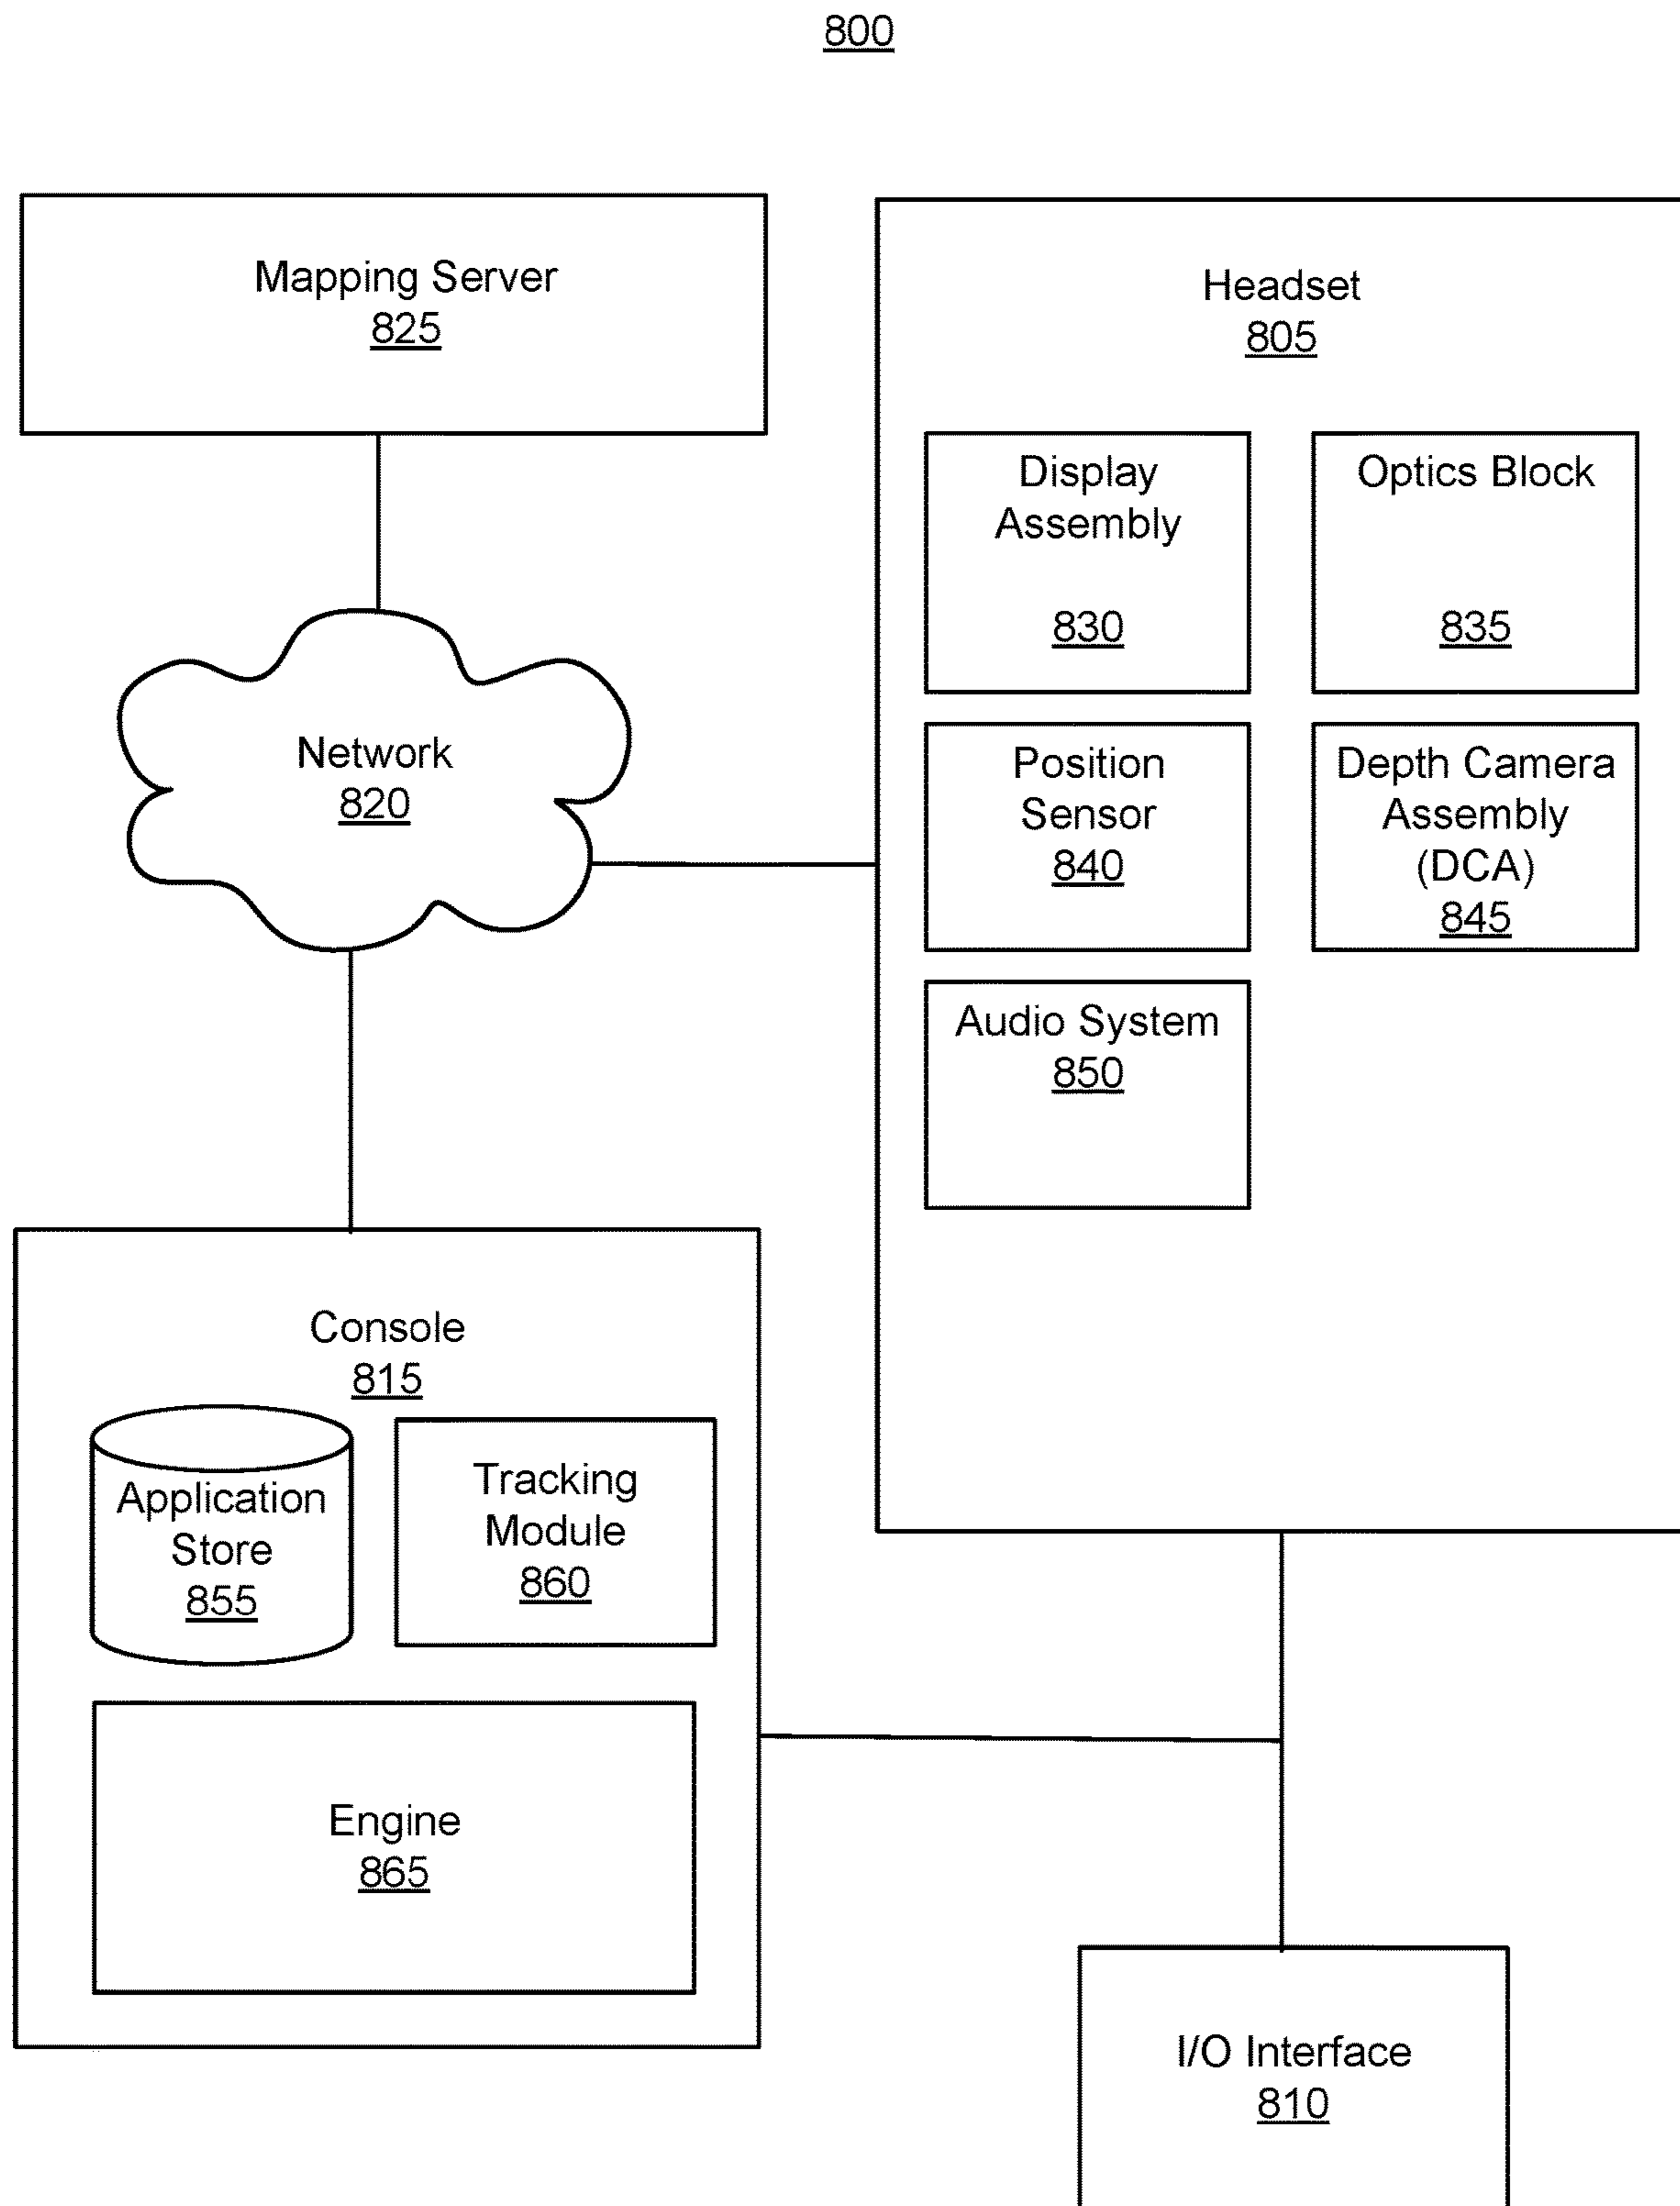 800
Mapping Server
825
Headset
805
Display
Assembly
830
Optics Block
835
Network
820
Position
Sensor
840
Depth Camera
Assembly
(DCA)
845
Audio System
850
Console
815
Application
Store
855
Tracking
Module
860
Engine
865
I/O Interface
810